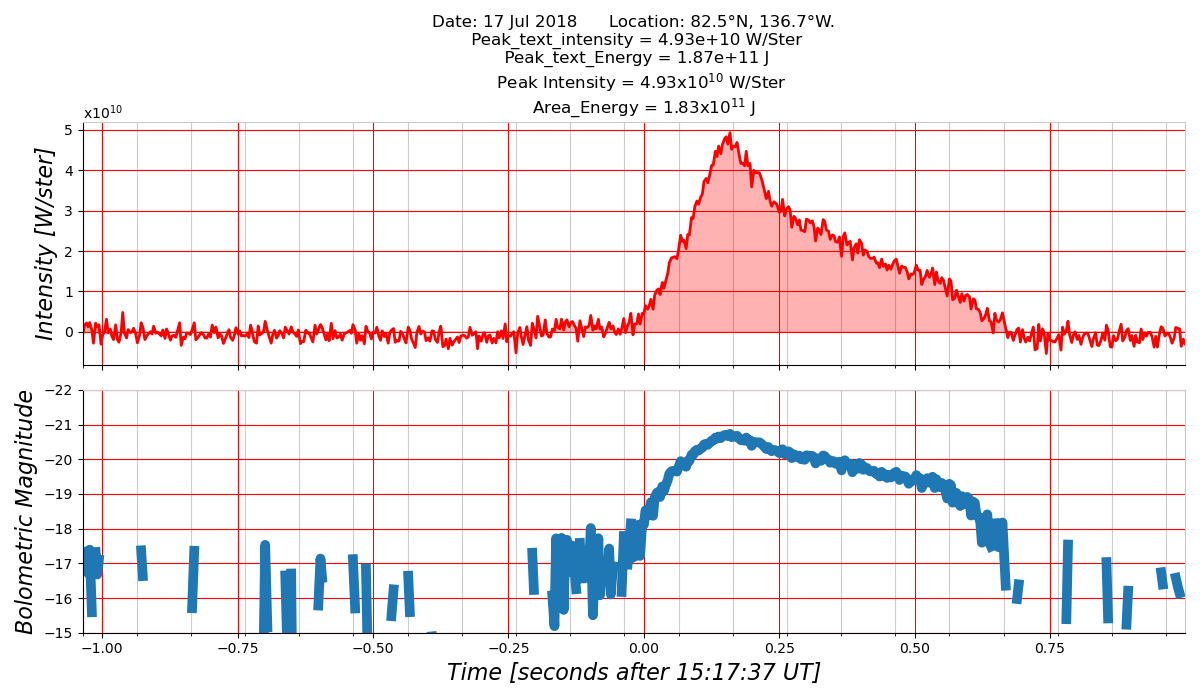 Date: 17 Jul 2018      Location: 82.5°N, 136.7°W.
Peak_text_intensity = 4.93e+10 W/Ster
Peak_text_Energy = 1.87e+11 J
Peak Intensity = 4.93x10¹⁰ W/Ster
Area_Energy = 1.83x10¹¹ J
x10¹⁰
5
4
3
2
1
0
Intensity [W/ster]
−22
−21
−20
−19
−18
−17
−16
−15
Bolometric Magnitude
−1.00 −0.75 −0.50 −0.25 0.00 0.25 0.50 0.75
Time [seconds after 15:17:37 UT]